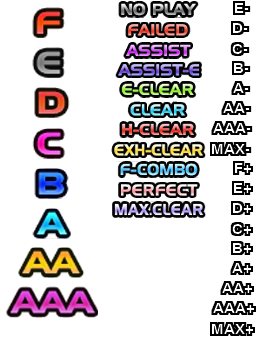 F
E
D
C
B
A
AA
AAA
NO PLAY
FAILED
ASSIST
ASSIST-E
E-CLEAR
CLEAR
H-CLEAR
EXH-CLEAR
F-COMBO
PERFECT
MAX.CLEAR
E-
D-
C-
B-
A-
AA-
AAA-
MAX-
F+
E+
D+
C+
B+
A+
AA+
AAA+
MAX+